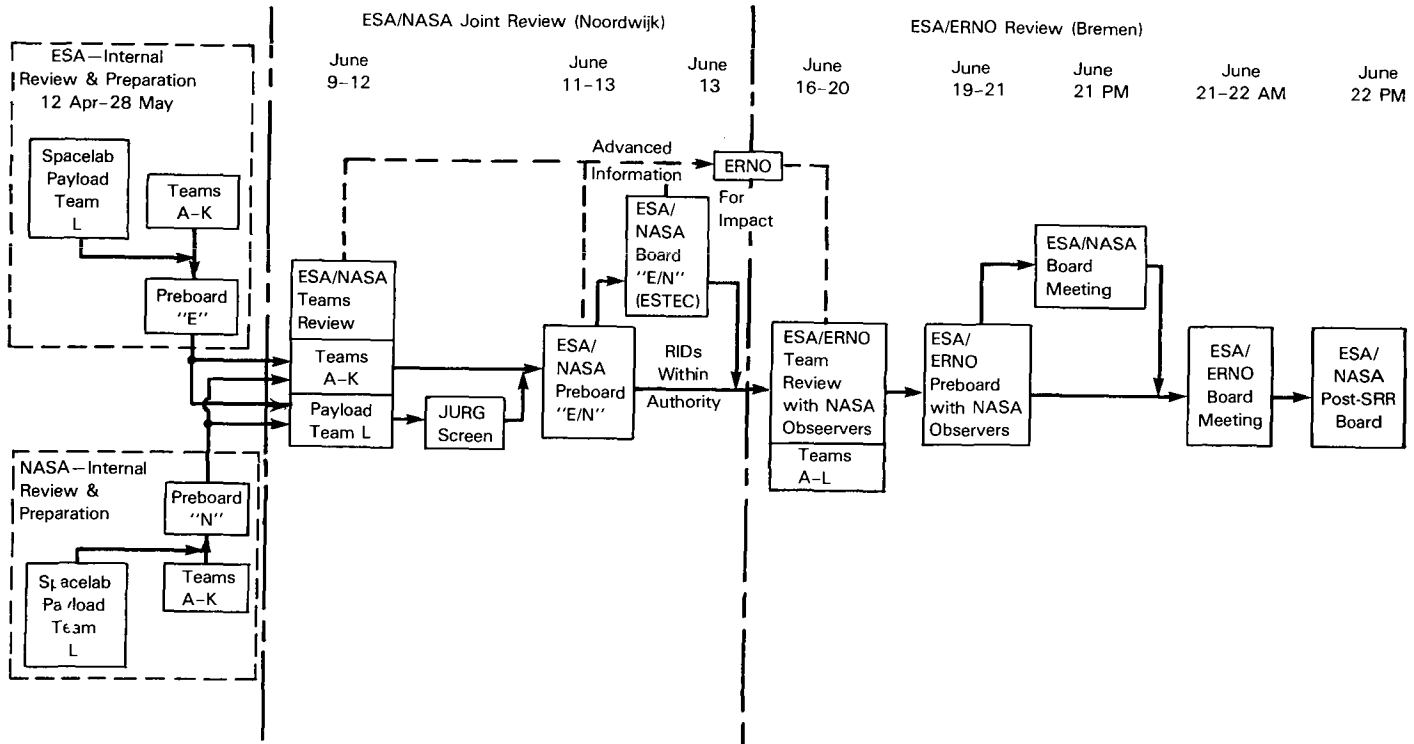 ESA/NASA Joint Review (Noordwijk)
ESA/ERNO Review (Bremen)
ESA—Internal
Review & Preparation
12 Apr–28 May
June
9–12
June
11–13
June
13
June
16–20
June
19–21
June
21 PM
June
21–22 AM
June
22 PM
Spacelab
Payload
Team
L
Teams
A–K
Preboard
"E"
NASA—Internal
Review &
Preparation
Preboard
"N"
Spacelab
Payload
Team
L
Teams
A–K
ESA/NASA
Teams
Review
Teams
A–K
Payload
Team L
JURG
Screen
ESA/
NASA
Preboard
"E/N"
Advanced
Information
ESA/
NASA
Board
"E/N"
(ESTEC)
ERNO
For
Impact
RIDs
Within
Authority
ESA/ERNO
Team
Review
with NASA
Obseervers
Teams
A–L
ESA/
ERNO
Preboard
with NASA
Observers
ESA/NASA
Board
Meeting
ESA/
ERNO
Board
Meeting
ESA/
NASA
Post-SRR
Board